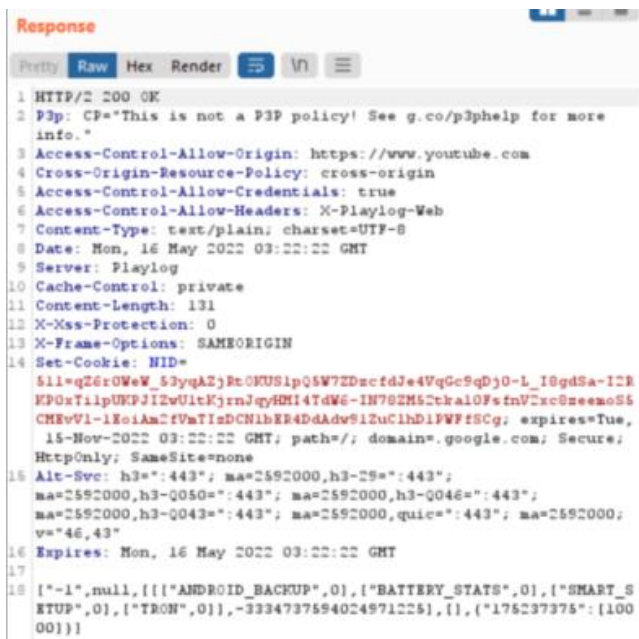 Response
Pretty Raw Hex Render \n
1 HTTP/2 200 OK
2 P3p: CP="This is not a P3P policy! See g.co/p3phelp for more
info."
3 Access-Control-Allow-Origin: https://www.youtube.com
4 Cross-Origin-Resource-Policy: cross-origin
5 Access-Control-Allow-Credentials: true
6 Access-Control-Allow-Headers: X-Playlog-Web
7 Content-Type: text/plain; charset=UTF-8
8 Date: Mon, 16 May 2022 03:22:22 GMT
9 Server: Playlog
10 Cache-Control: private
11 Content-Length: 131
12 X-Xss-Protection: 0
13 X-Frame-Options: SAMEORIGIN
14 Set-Cookie: NID=
expires=Tue,
15-Nov-2022 03:22:22 GMT; path=/; domain=.google.com; Secure;
HttpOnly; SameSite=none
15 Alt-Svc: h3=":443"; ma=2592000,h3-29=":443";
ma=2592000,h3-Q050=":443"; ma=2592000,h3-Q046=":443";
ma=2592000,h3-Q043=":443"; ma=2592000,quic=":443"; ma=2592000;
v="46,43"
16 Expires: Mon, 16 May 2022 03:22:22 GMT
17
18 ["-1",null,[[["ANDROID_BACKUP",0],["BATTERY_STATS",0],["SMART_S
ETUP",0],["TRON",0]],-3334737594024971225],[],{"175237375":[100
00]}]